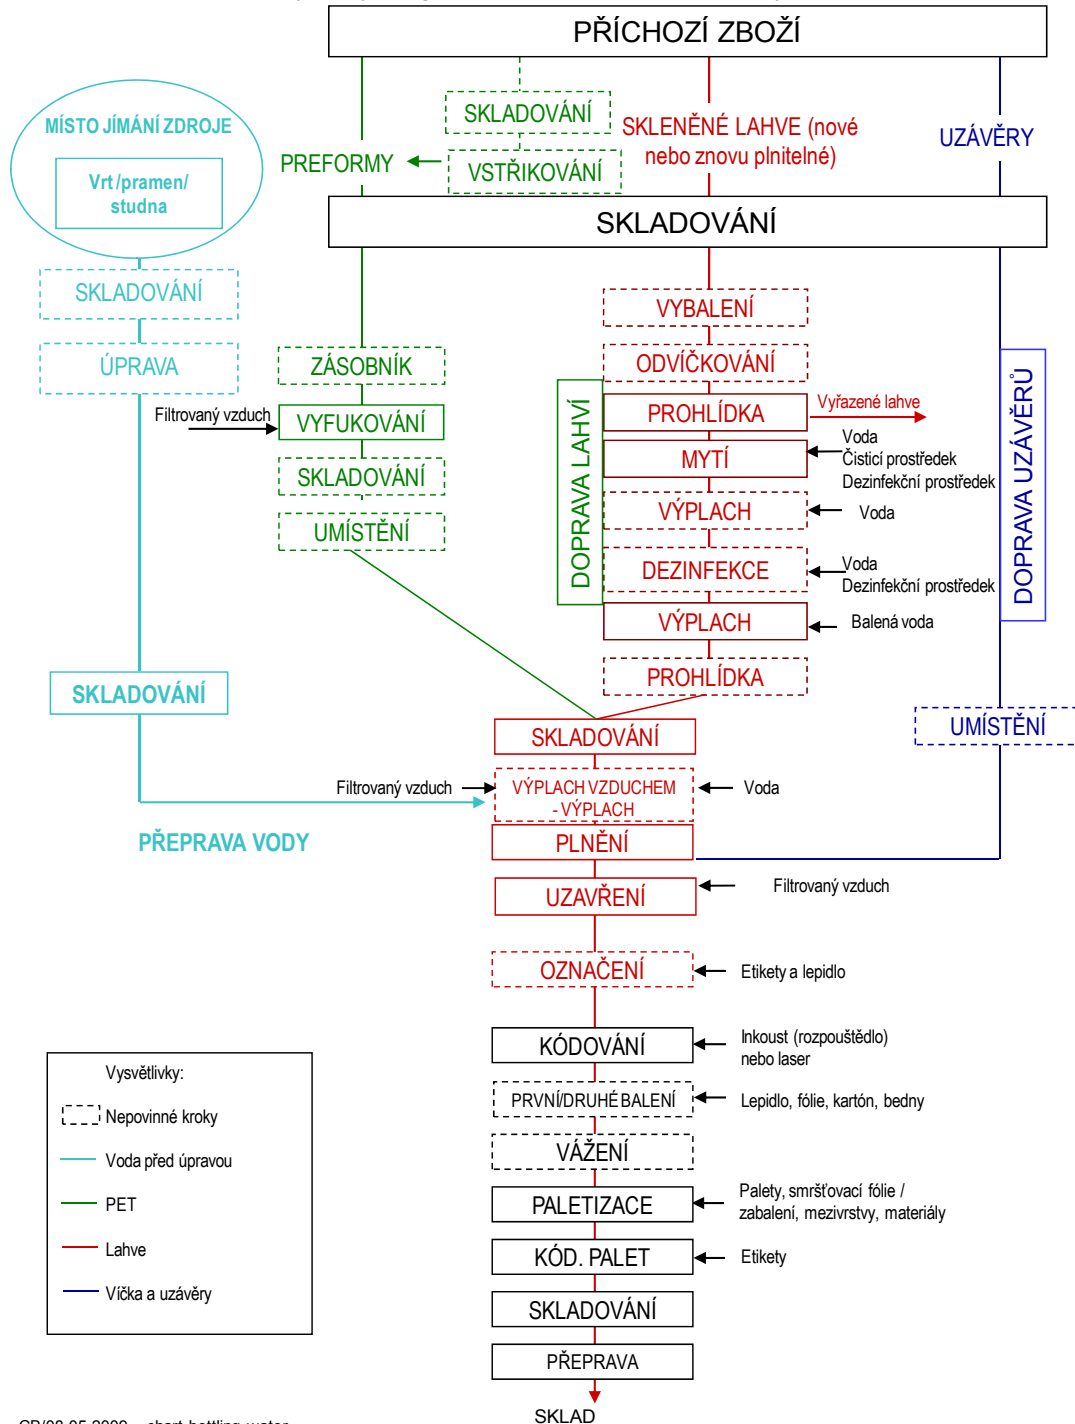 PŘÍCHOZÍ ZBOŽÍ
MÍSTO JÍMÁNÍ ZDROJE
Vrt /pramen/
studna
SKLADOVÁNÍ
VSTŘIKOVÁNÍ
PREFORMY
SKLENĚNÉ LAHVE (nové
nebo znovu plnitelné)
UZÁVĚRY
SKLADOVÁNÍ
SKLADOVÁNÍ
ÚPRAVA
ZÁSOBNÍK
Filtrovaný vzduch
VYFUKOVÁNÍ
SKLADOVÁNÍ
UMÍSTĚNÍ
DOPRAVA LAHVÍ
VYBALENÍ
ODVÍČKOVÁNÍ
PROHLÍDKA
Vyřazené lahve
MYTÍ
Voda
Čisticí prostředek
Dezinfekční prostředek
VÝPLACH
Voda
DEZINFEKCE
Voda
Dezinfekční prostředek
VÝPLACH
Balená voda
PROHLÍDKA
DOPRAVA UZÁVĚRŮ
UMÍSTĚNÍ
SKLADOVÁNÍ
SKLADOVÁNÍ
Filtrovaný vzduch
VÝPLACH VZDUCHEM
- VÝPLACH
Voda
PŘEPRAVA VODY
PLNĚNÍ
UZAVŘENÍ
Filtrovaný vzduch
OZNAČENÍ
Etikety a lepidlo
KÓDOVÁNÍ
Inkoust (rozpouštědlo)
nebo laser
PRVNÍ/DRUHÉ BALENÍ
Lepidlo, fólie, kartón, bedny
VÁŽENÍ
PALETIZACE
Palety, smršťovací fólie /
zabalení, mezivrstvy, materiály
KÓD. PALET
Etikety
SKLADOVÁNÍ
PŘEPRAVA
SKLAD
Vysvětlivky:
Nepovinné kroky
Voda před úpravou
PET
Lahve
Víčka a uzávěry